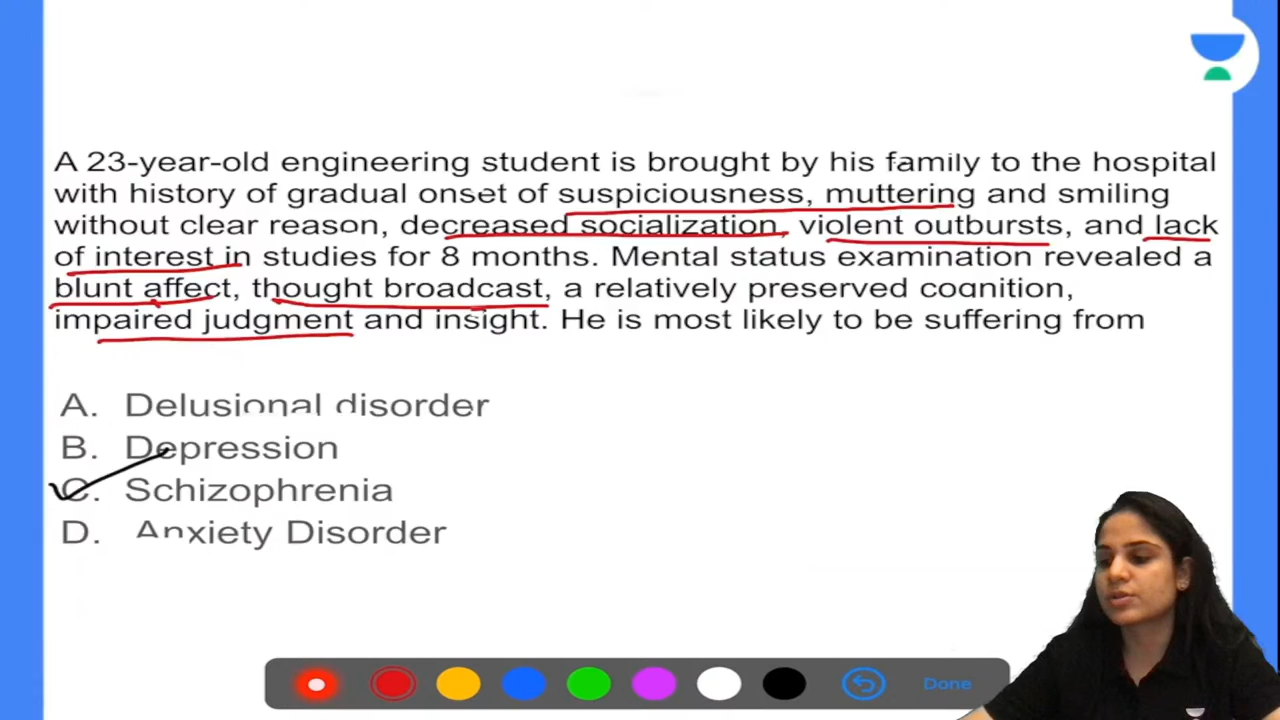 A 23-year-old engineering student is brought by his family to the hospital
with history of gradual onset of suspiciousness, muttering and smiling
without clear reason, decreased socialization, violent outbursts, and lack
of interest in studies for 8 months. Mental status examination revealed a
blunt affect, thought broadcast, a relatively preserved cognition,
impaired judgment and insight. He is most likely to be suffering from
A. Delusional disorder
B. Depression
C. Schizophrenia
D. Anxiety Disorder
Done